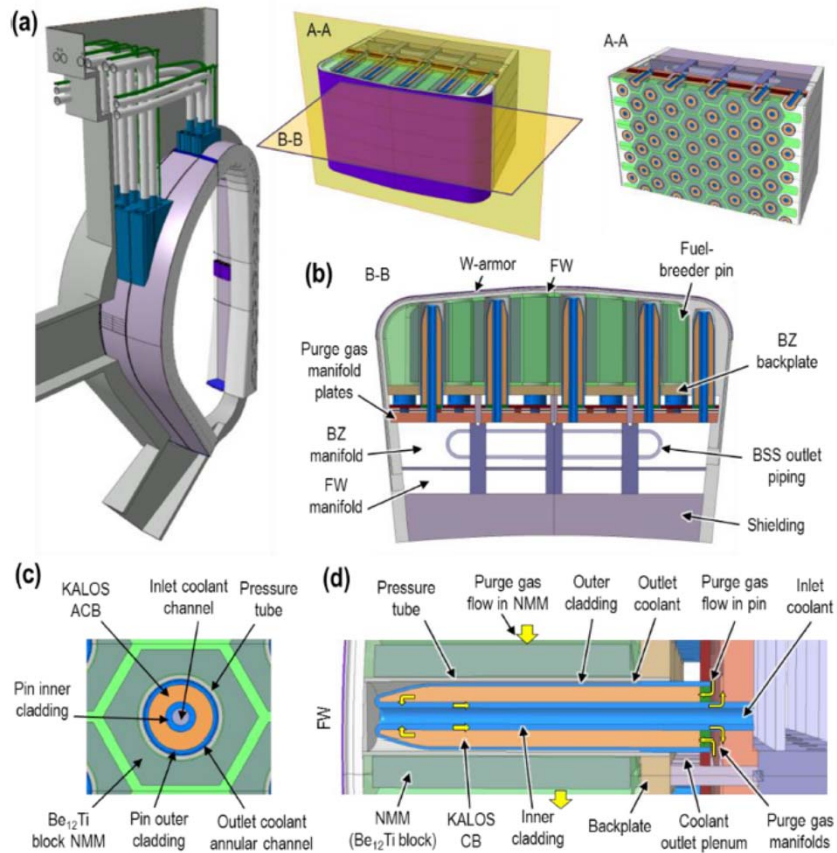 (a)
A-A
B-B
A-A
(b)
B-B
W-armor
FW
Fuel-
breeder pin
BZ
backplate
Purge gas
manifold
plates
BZ
manifold
FW
manifold
BSS outlet
piping
Shielding
(c)
KALOS
ACB
Inlet coolant
channel
Pressure
tube
Pin inner
cladding
Be12Ti
block NMM
Pin outer
cladding
Outlet coolant
annular channel
(d)
Pressure
tube
Purge gas
flow in NMM
Outer
cladding
Outlet
coolant
Purge gas
flow in pin
Inlet
coolant
FW
NMM
(Be12Ti block)
KALOS
CB
Inner
cladding
Backplate
Coolant
outlet plenum
Purge gas
manifolds